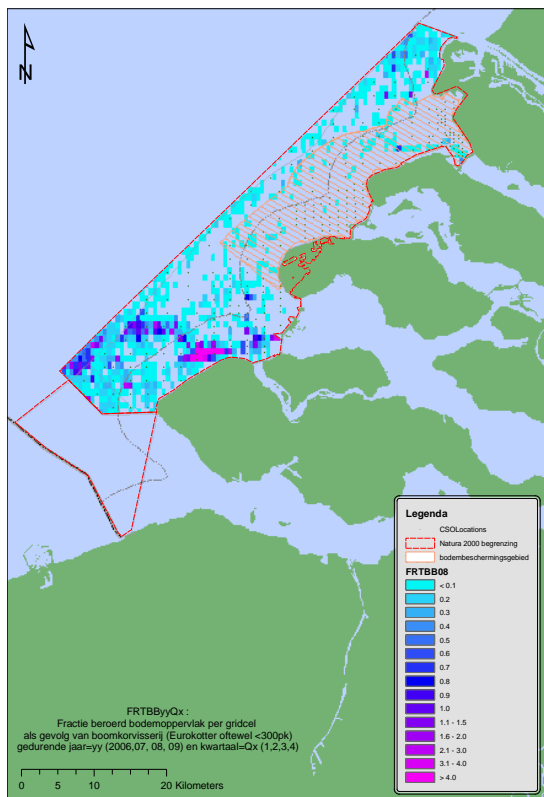 N
Legenda
CSOLocations
Natura 2000 begrenzing
bodembeschermingsgebied
FRTBB08
< 0.1
0.2
0.3
0.4
0.5
0.6
0.7
0.8
0.9
1.0
1.1 - 1.5
1.6 - 2.0
2.1 - 3.0
3.1 - 4.0
> 4.0
FRTBByyQx :
Fractie beroerd bodemoppervlak per gridcel
als gevolg van boomkorvisserij (Eurokotter oftewel <300pk)
gedurende jaar=yy (2006,07, 08, 09) en kwartaal=Qx (1,2,3,4)
0 5 10 20 Kilometers